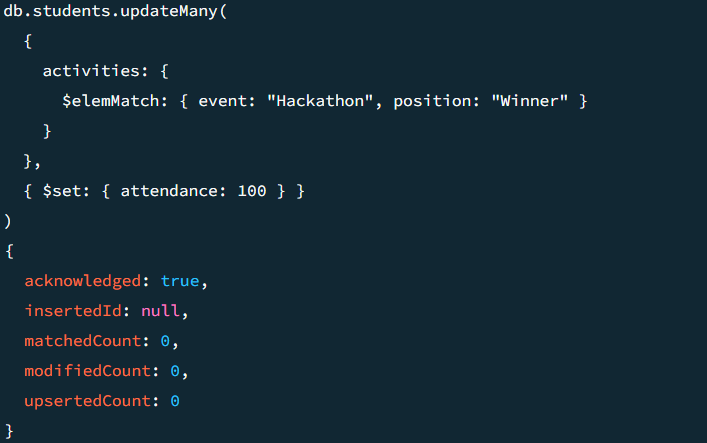 db.students.updateMany(
  {
    activities: {
      $elemMatch: { event: "Hackathon", position: "Winner" }
    }
  },
  { $set: { attendance: 100 } }
)
{
  acknowledged: true,
  insertedId: null,
  matchedCount: 0,
  modifiedCount: 0,
  upsertedCount: 0
}